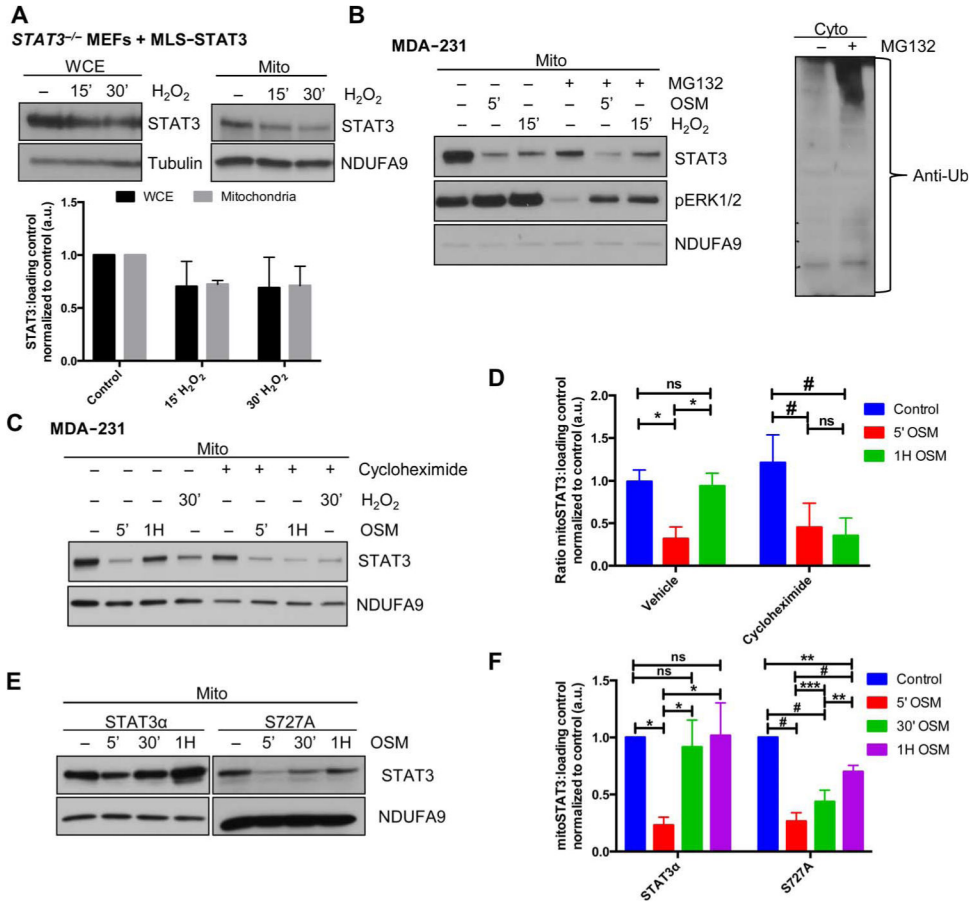 A
STAT3–/– MEFs + MLS–STAT3
WCE
– 15′ 30′ H2O2
STAT3
Tubulin
Mito
– 15′ 30′ H2O2
STAT3
NDUFA9
WCE Mitochondria
STAT3:loading control
normalized to control (a.u.)
1.5
1.0
0.5
0.0
Control 15' H2O2 30' H2O2
B
MDA–231
Mito
– – – + + + MG132
– 5′ – – 5′ – OSM
– – 15′ – – 15′ H2O2
STAT3
pERK1/2
NDUFA9
Cyto
– + MG132
Anti-Ub
C
MDA–231
Mito
– – – – + + + + Cycloheximide
– – – 30′ – – – 30′ H2O2
– 5′ 1H – – 5′ 1H – OSM
STAT3
NDUFA9
D
Ratio mitoSTAT3:loading control
normalized to control (a.u.)
2.0
1.5
1.0
0.5
0.0
ns
* *
#
# ns
Vehicle Cycloheximide
Control
5' OSM
1H OSM
E
Mito
STAT3α S727A
– 5′ 30′ 1H – 5′ 30′ 1H OSM
STAT3
NDUFA9
F
mitoSTAT3:loading control
normalized to control (a.u.)
1.5
1.0
0.5
0.0
ns
ns
*
* *
**
#
***
# **
#
STAT3α S727A
Control
5' OSM
30' OSM
1H OSM